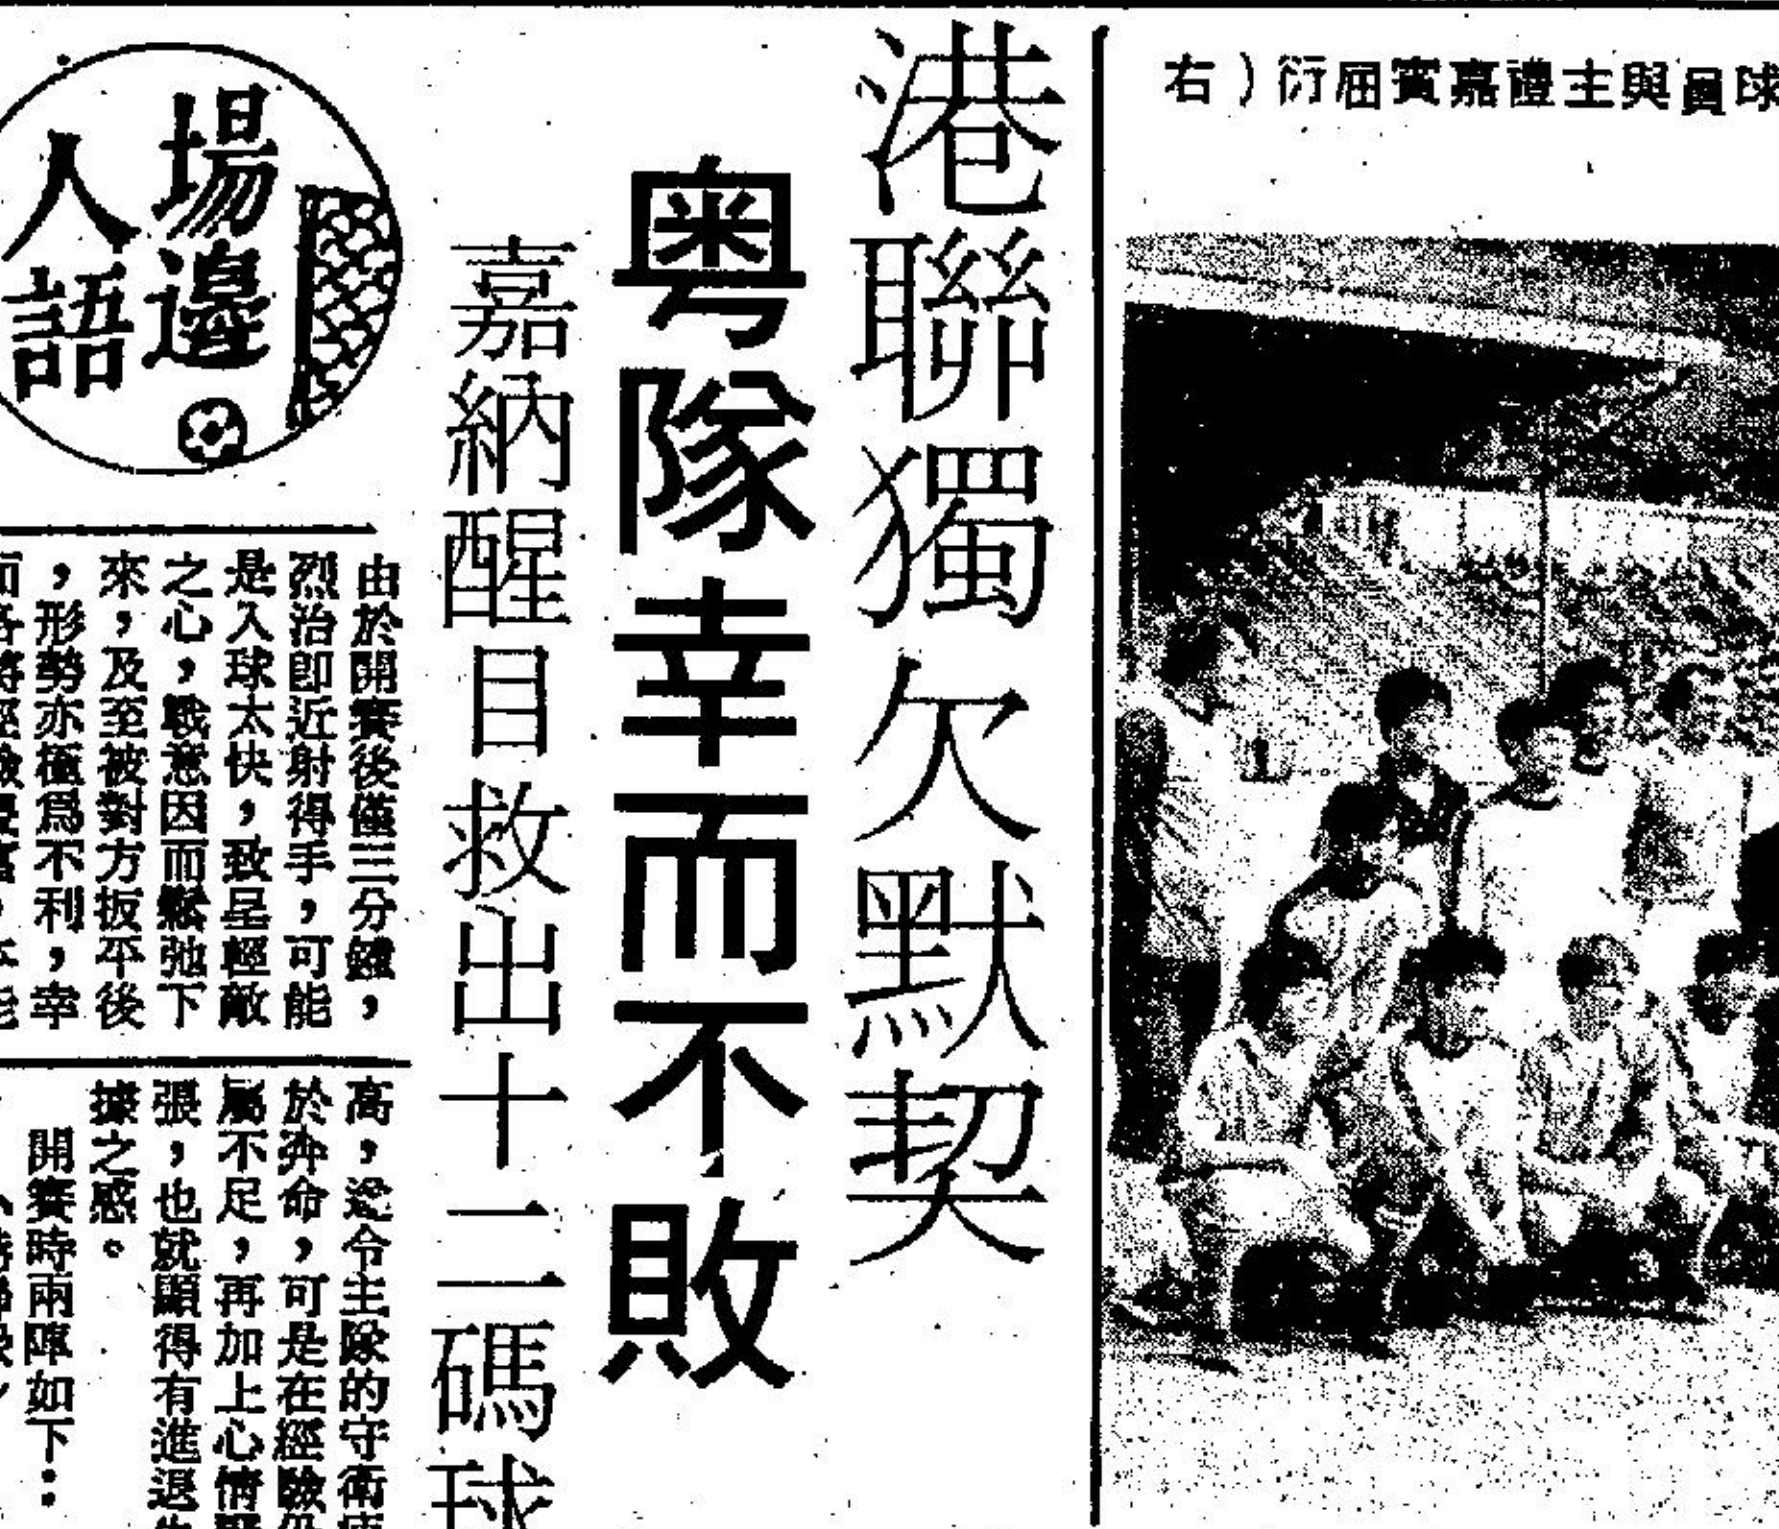 右）衍屆賓嘉禮主與員球
港聯獨欠默契
粵隊幸而不敗
嘉納醒目救出十二碼球
場邊
人語
由於開賽後僅三分鐘，
烈治即近射得手，可能
是入球太快，致呈輕敵
之心，戰意因而鬆弛下
來，及至被對方扳平後
，形勢亦極爲不利，幸
高，迫令主隊的守衛
於奔命，可是在經驗
屬不足，再加上心情
張，也就顯得有進退
據之感。
開賽時兩陣如下：